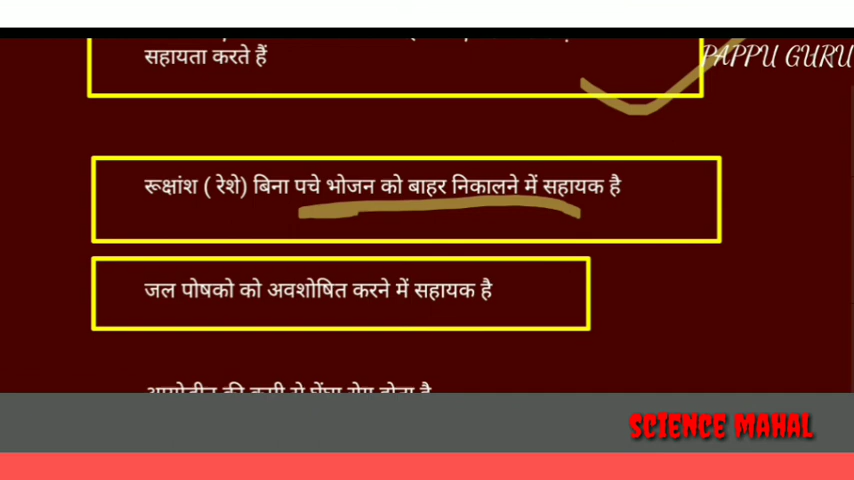 सहायता करते हैं
PAPPU GURU
रूक्षांश ( रेशे) बिना पचे भोजन को बाहर निकालने में सहायक है
जल पोषको को अवशोषित करने में सहायक है
SCIENCE MAHAL